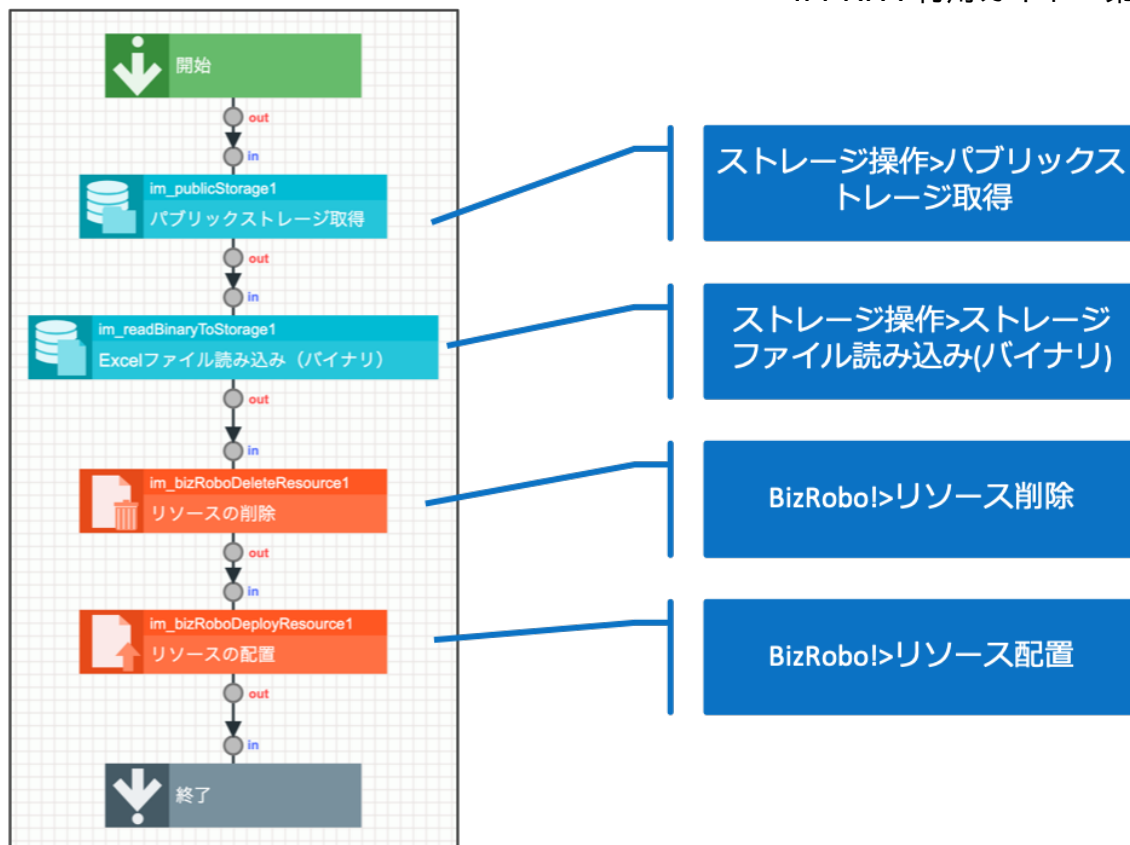 開始
out
in
im_publicStorage1
パブリックストレージ取得
out
in
im_readBinaryToStorage1
Excelファイル読み込み（バイナリ）
out
in
im_bizRoboDeleteResource1
リソースの削除
out
in
im_bizRoboDeployResource1
リソースの配置
out
in
終了
ストレージ操作>パブリックス
トレージ取得
ストレージ操作>ストレージ
ファイル読み込み(バイナリ)
BizRobo!>リソース削除
BizRobo!>リソース配置